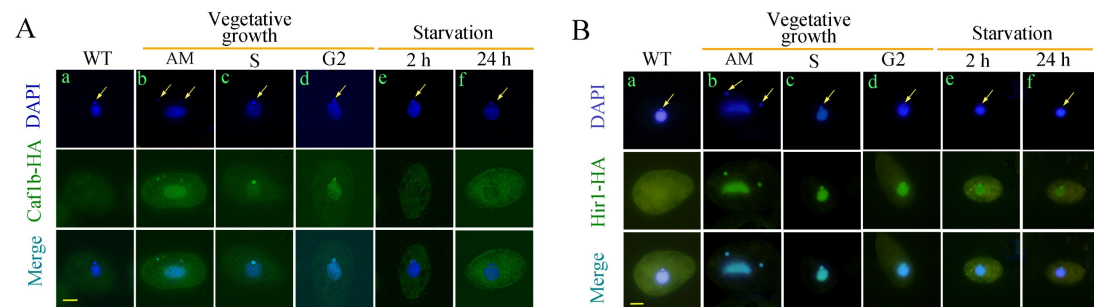 A
Vegetative
growth
Starvation
WT
AM
S
G2
2 h
24 h
a
b
c
d
e
f
DAPI
Caf1b-HA
Merge
B
Vegetative
growth
Starvation
WT
AM
S
G2
2 h
24 h
a
b
c
d
e
f
DAPI
Hir1-HA
Merge